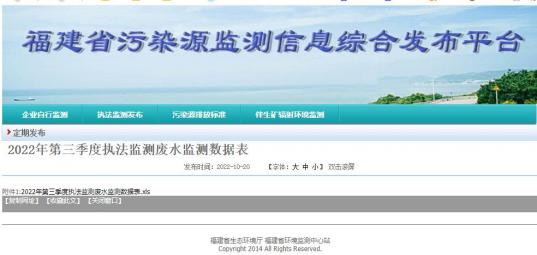 福建省污染源监测信息综合发布平台
企业自行监测 执法监测发布 污染源排放标准 伴生矿辐射环境监测
定期发布
2022年第三季度执法监测废水监测数据表
发布时间：2022-10-20 【字体：大 中 小】 双击滚屏
附件1:2022年第三季度执法监测废水监测数据表.xls
【复制网址】 【收藏此文】 【关闭窗口】
福建省生态环境厅 福建省环境监测中心站
Copyright 2014 All Rights Reserved.